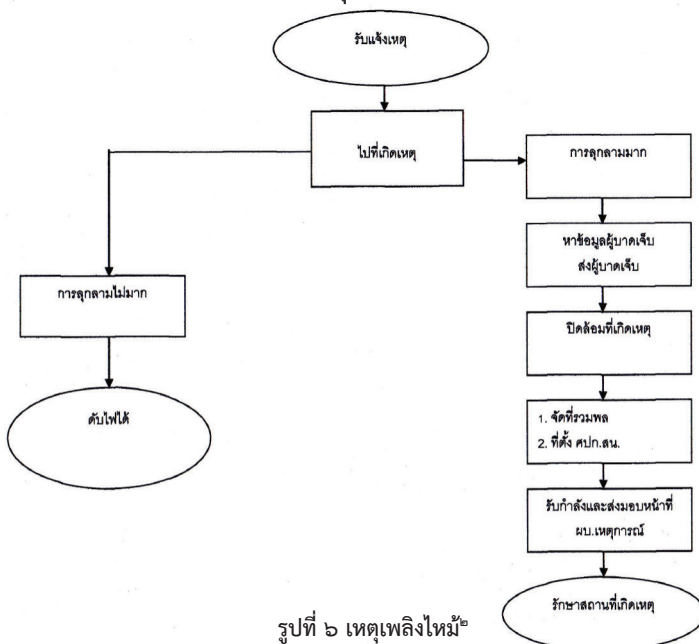 รับแจ้งเหตุ
ไปที่เกิดเหตุ
การลุกลามมาก
หาข้อมูลผู้บาดเจ็บ
ส่งผู้บาดเจ็บ
การลุกลามไม่มาก
ปิดล้อมที่เกิดเหตุ
ดับไฟได้
1. จัดที่รวมพล
2. ที่ตั้ง ศปก.สน.
รับกำลังและส่งมอบหน้าที่
ผบ.เหตุการณ์
รักษาสถานที่เกิดเหตุ
รูปที่ ๖ เหตุเพลิงไหม้๒